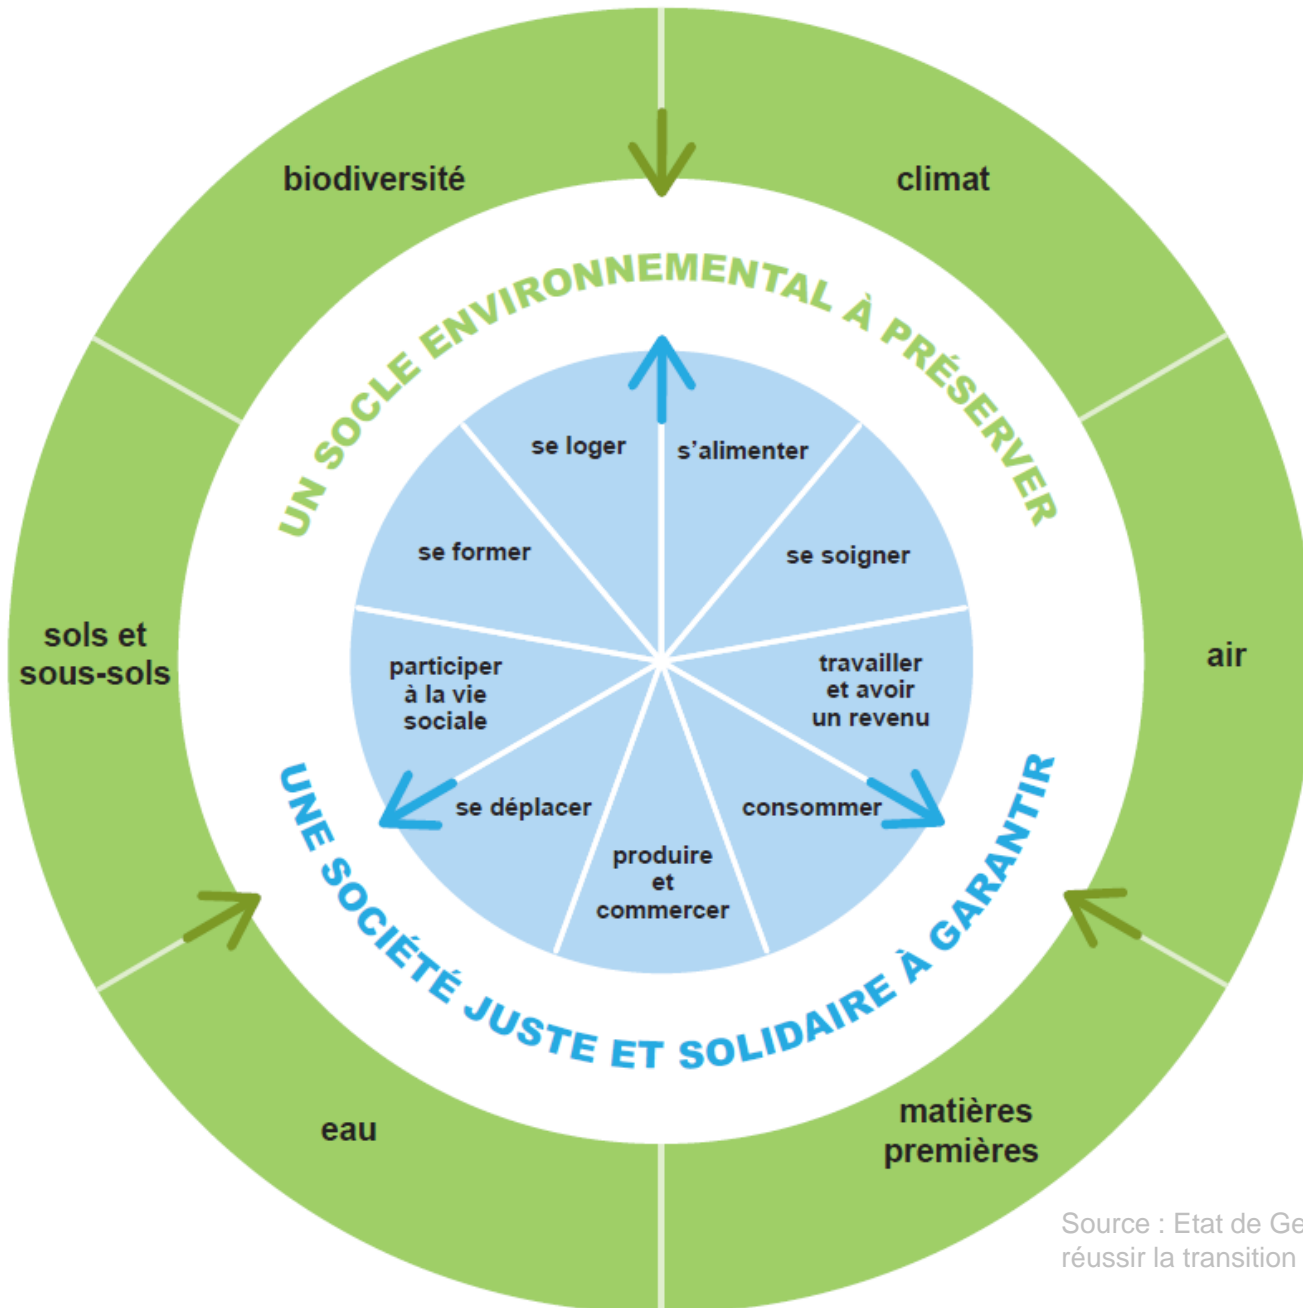 biodiversité
climat
UN SOCLE ENVIRONNEMENTAL À PRÉSERVER
se loger
s'alimenter
se former
se soigner
sols et
sous-sols
air
participer
à la vie
sociale
travailler
et avoir
un revenu
se déplacer
consommer
produire
et
commercer
UNE SOCIÉTÉ JUSTE ET SOLIDAIRE À GARANTIR
eau
matières
premières
Source : Etat de Ge
réussir la transition